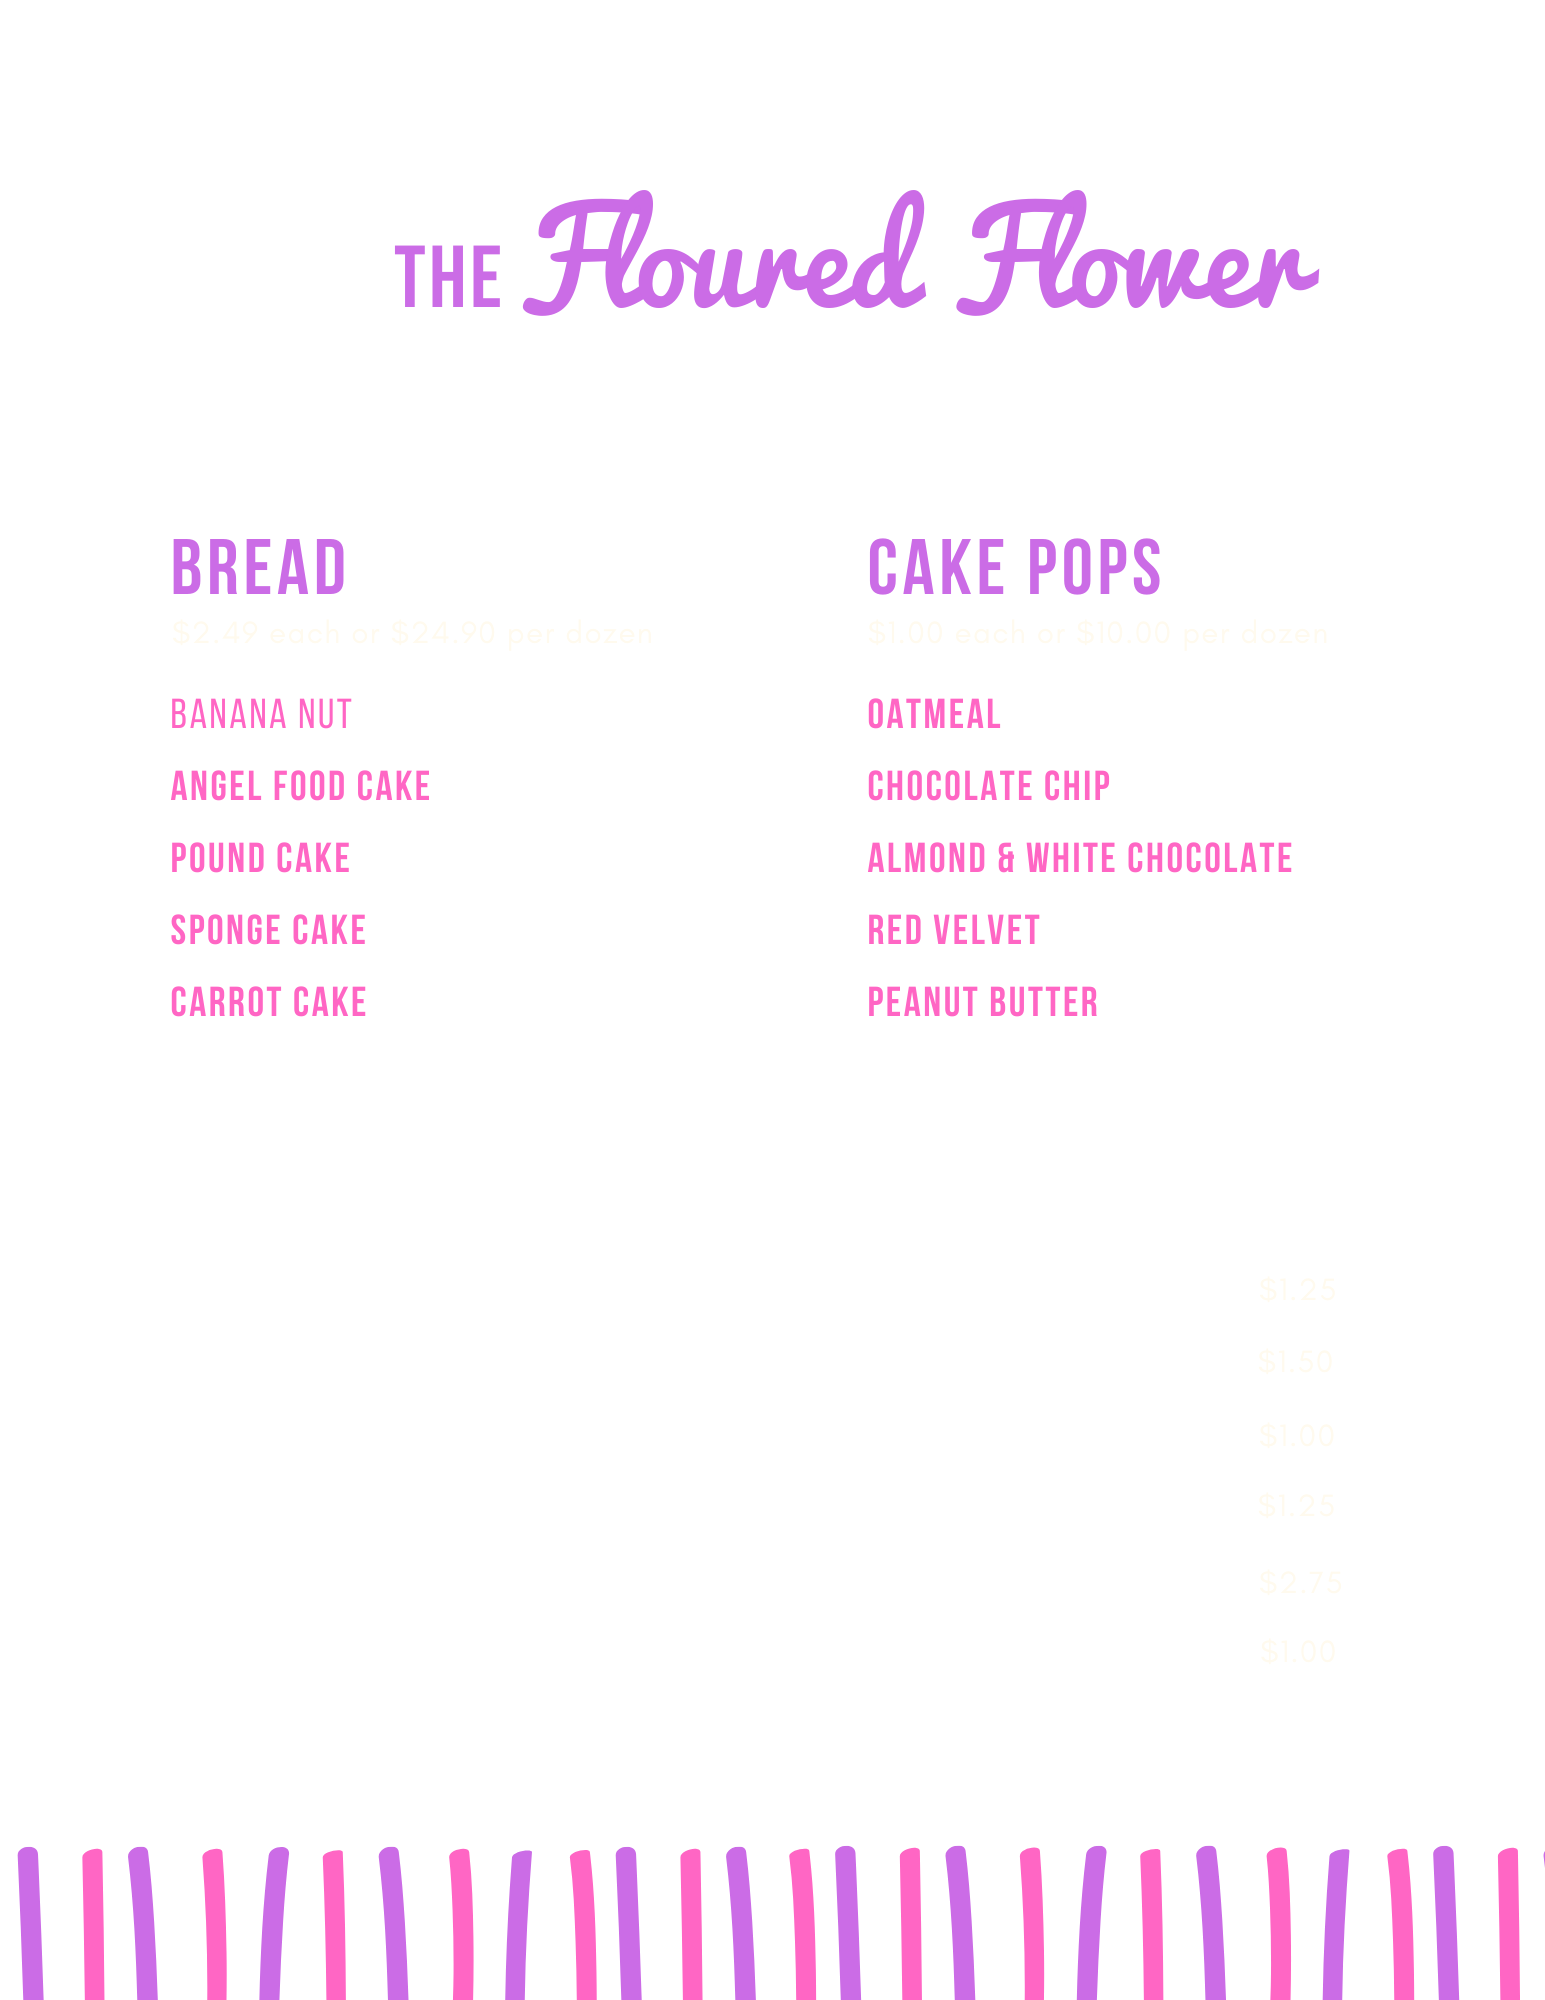 THE Floured Flower
BREAD
$2.49 each or $24.90 per dozen
BANANA NUT
ANGEL FOOD CAKE
POUND CAKE
SPONGE CAKE
CARROT CAKE
CAKE POPS
$1.00 each or $10.00 per dozen
OATMEAL
CHOCOLATE CHIP
ALMOND & WHITE CHOCOLATE
RED VELVET
PEANUT BUTTER
$1.25
$1.50
$1.00
$1.25
$2.75
$1.00